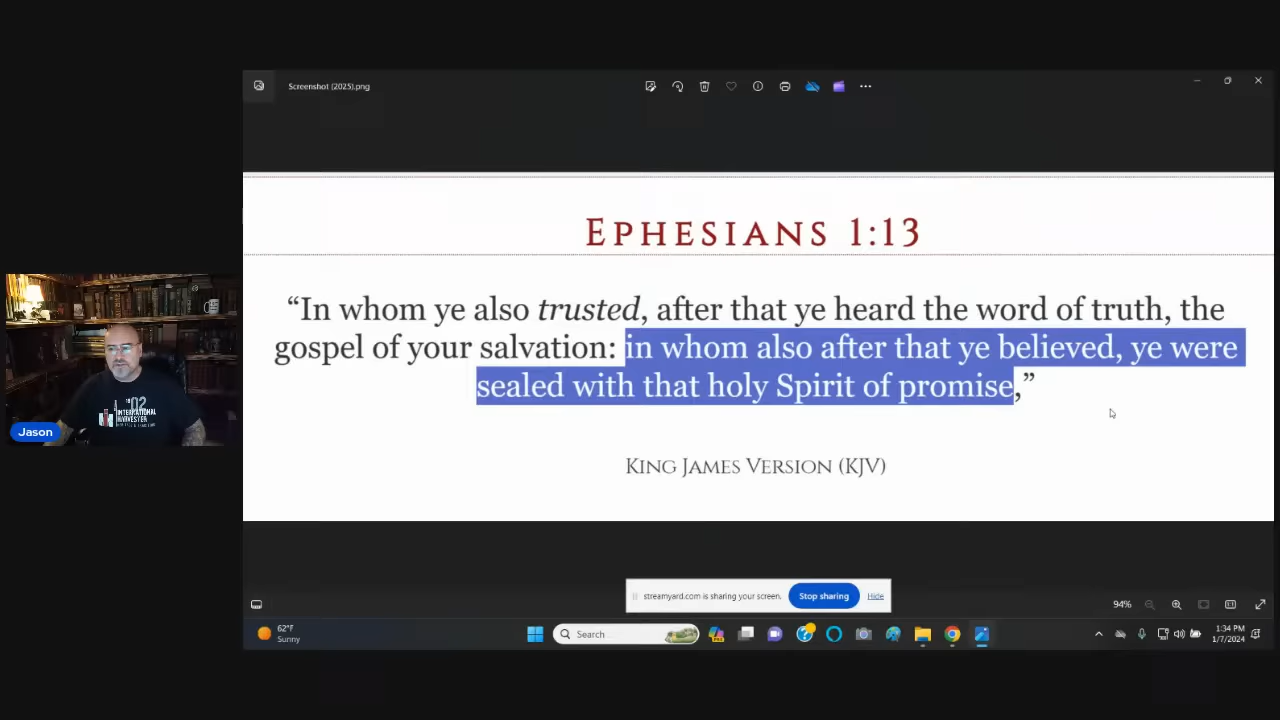 Screenshot (2025).png
EPHESIANS 1:13
“In whom ye also trusted, after that ye heard the word of truth, the
gospel of your salvation: in whom also after that ye believed, ye were
sealed with that holy Spirit of promise,”
KING JAMES VERSION (KJV)
Jason
02
INTERNATIONAL
HARVESTER
streamyard.com is sharing your screen.
Stop sharing
Hide
94%
62°F
Sunny
Search
1:34 PM
1/7/2024